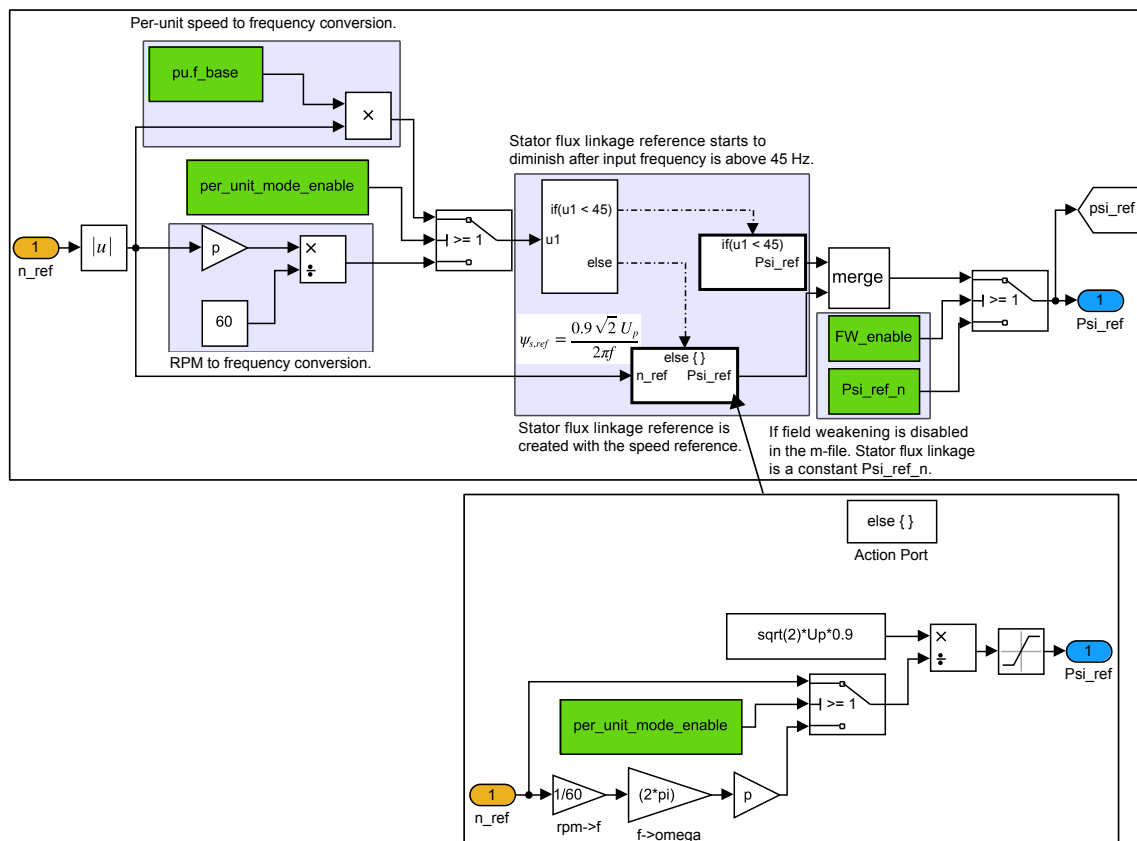 Per-unit speed to frequency conversion.
pu.f_base
×
Stator flux linkage reference starts to
diminish after input frequency is above 45 Hz.
per_unit_mode_enable
>= 1
u1
if(u1 < 45)
else
if(u1 < 45)
Psi_ref
psi_ref
1
n_ref
|u|
p
×
÷
60
RPM to frequency conversion.
merge
>= 1
1
Psi_ref
FW_enable
Psi_ref_n
ψs,ref = 0.9 √2 Up / 2πf
else { }
n_ref Psi_ref
Stator flux linkage reference is
created with the speed reference.
If field weakening is disabled
in the m-file. Stator flux linkage
is a constant Psi_ref_n.
else { }
Action Port
sqrt(2)*Up*0.9
×
÷
1
Psi_ref
>= 1
per_unit_mode_enable
1
n_ref
1/60
rpm->f
(2*pi)
f->omega
p